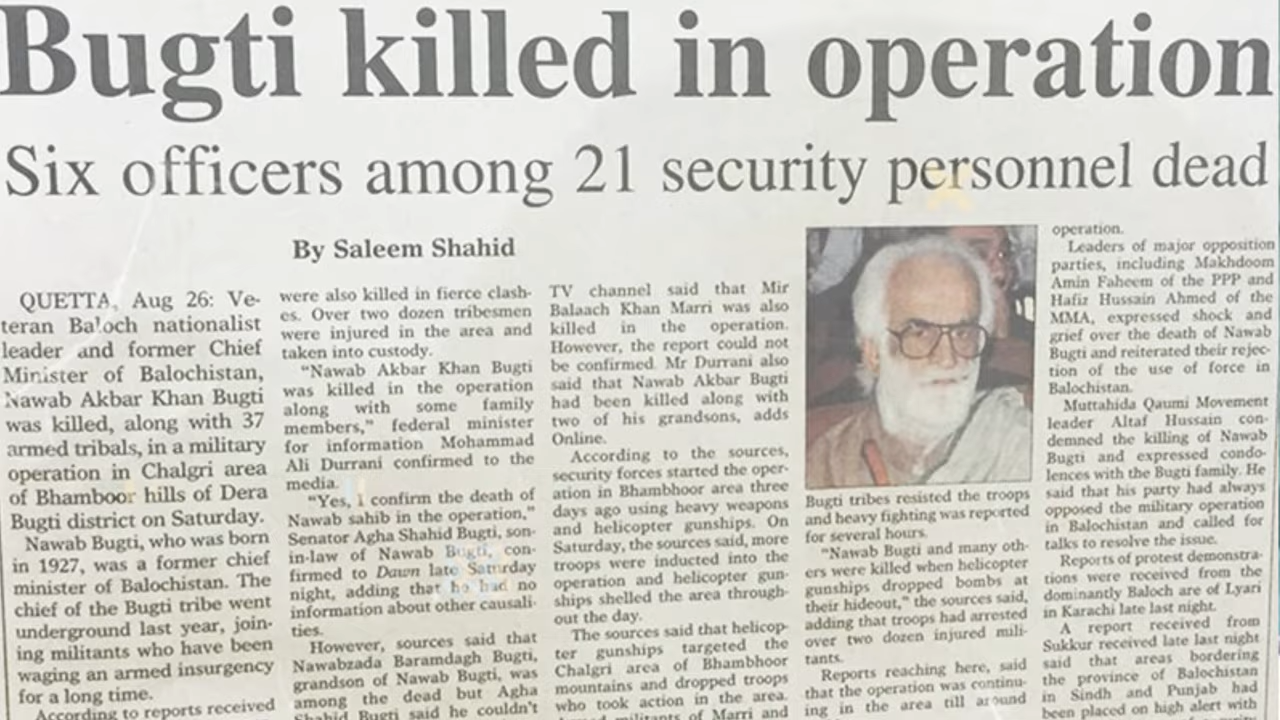 Bugti killed in operation
Six officers among 21 security personnel dead
By Saleem Shahid
QUETTA, Aug 26: Ve-
teran Baloch nationalist
leader and former Chief
Minister of Balochistan,
Nawab Akbar Khan Bugti
was killed, along with 37
armed tribals, in a military
operation in Chalgri area
of Bhamboor hills of Dera
Bugti district on Saturday.
Nawab Bugti, who was born
in 1927, was a former chief
minister of Balochistan. The
chief of the Bugti tribe went
underground last year, join-
ing militants who have been
waging an armed insurgency
for a long time.
According to reports received
were also killed in fierce clash-
es. Over two dozen tribesmen
were injured in the area and
taken into custody.
“Nawab Akbar Khan Bugti
was killed in the operation
along with some family
members,” federal minister
for information Mohammad
Ali Durrani confirmed to the
media.
“Yes, I confirm the death of
Nawab sahib in the operation,”
Senator Agha Shahid Bugti, son-
in-law of Nawab Bugti, con-
firmed to Dawn late Saturday
night, adding that he had no
information about other causali-
ties.
However, sources said that
Nawabzada Baramdagh Bugti,
grandson of Nawab Bugti, was
among the dead but Agha
Shahid Bugti said he couldn't
TV channel said that Mir
Balaach Khan Marri was also
killed in the operation.
However, the report could not
be confirmed. Mr Durrani also
said that Nawab Akbar Bugti
had been killed along with
two of his grandsons, adds
Online.
According to the sources,
security forces started the oper-
ation in Bhambhoor area three
days ago using heavy weapons
and helicopter gunships. On
Saturday, the sources said, more
troops were inducted into the
operation and helicopter gun-
ships shelled the area through-
out the day.
The sources said that helicop-
ter gunships targeted the
Chalgri area of Bhambhoor
mountains and dropped troops
who took action in the area.
militants of Marri and
Bugti tribes resisted the troops
and heavy fighting was reported
for several hours.
“Nawab Bugti and many oth-
ers were killed when helicopter
gunships dropped bombs at
their hideout,” the sources said,
adding that troops had arrested
over two dozen injured mili-
tants.
Reports reaching here, said
that the operation was continu-
ing in the area till around
operation.
Leaders of major opposition
parties, including Makhdoom
Amin Faheem of the PPP and
Hafiz Hussain Ahmed of the
MMA, expressed shock and
grief over the death of Nawab
Bugti and reiterated their rejec-
tion of the use of force in
Balochistan.
Muttahida Qaumi Movement
leader Altaf Hussain con-
demned the killing of Nawab
Bugti and expressed condo-
lences with the Bugti family. He
said that his party had always
opposed the military operation
in Balochistan and called for
talks to resolve the issue.
Reports of protest demonstra-
tions were received from the
dominantly Baloch are of Lyari
in Karachi late last night.
A report received from
Sukkur received late last night
said that areas bordering
the province of Balochistan
in Sindh and Punjab had
been placed on high alert with